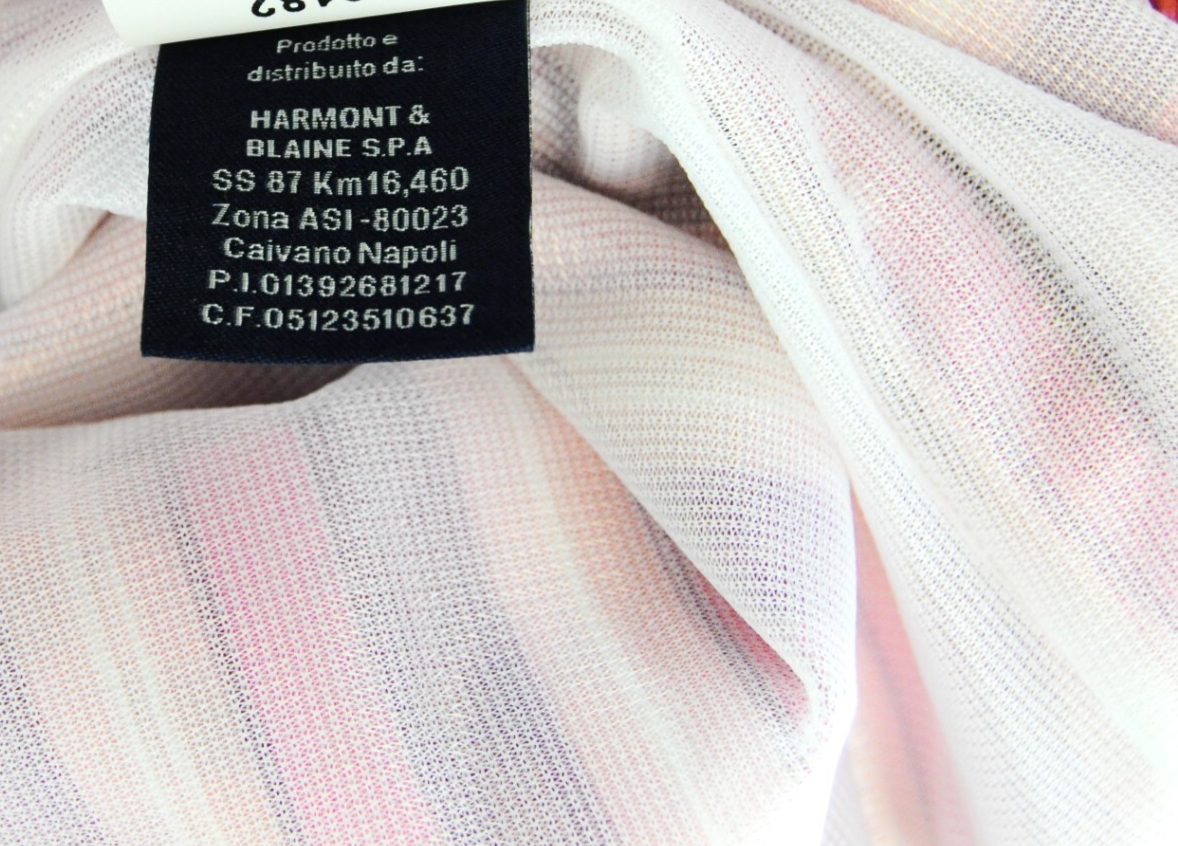 Prodotto e
distribuito da:
HARMONT &
BLAINE S.P.A
SS 87 Km16,460
Zona ASI -80023
Caivano Napoli
P.I.01392681217
C.F.05123510637